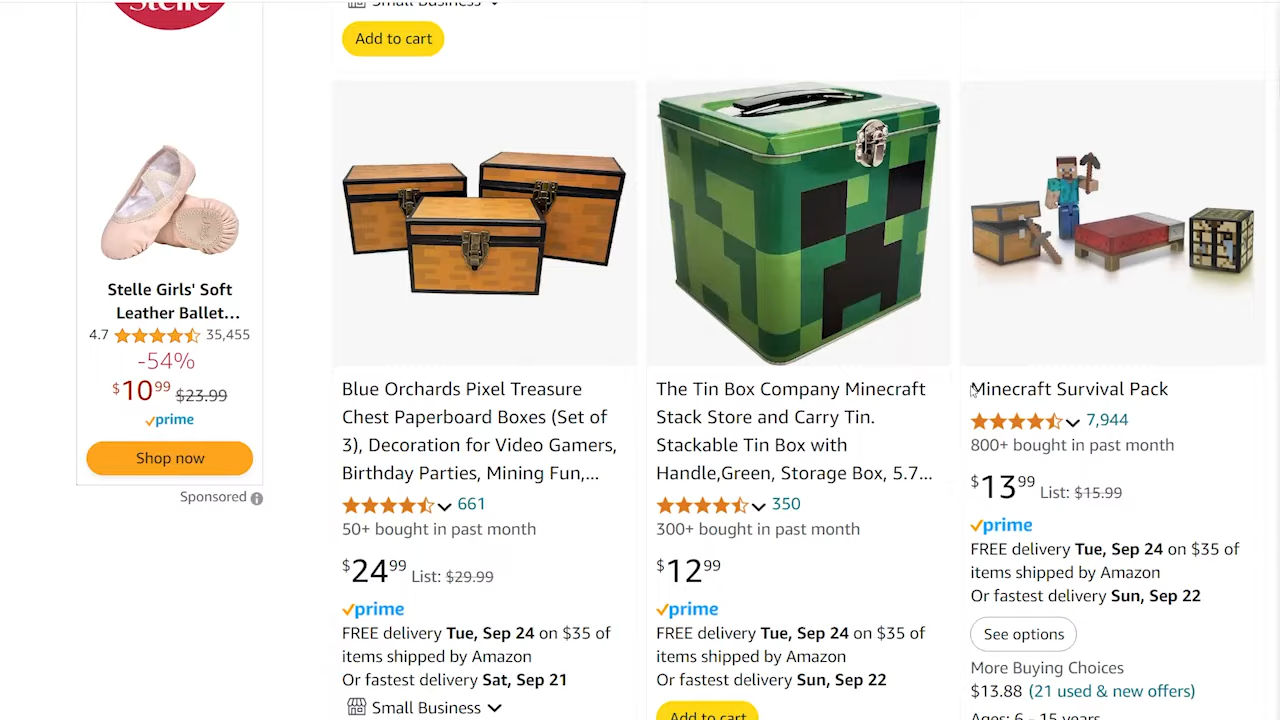 Stelle
Stelle Girls' Soft
Leather Ballet...
4.7 35,455
-54%
$10.99 $23.99
prime
Shop now
Sponsored
Small Business
Add to cart
Blue Orchards Pixel Treasure
Chest Paperboard Boxes (Set of
3), Decoration for Video Gamers,
Birthday Parties, Mining Fun,...
661
50+ bought in past month
$24.99 List: $29.99
prime
FREE delivery Tue, Sep 24 on $35 of
items shipped by Amazon
Or fastest delivery Sat, Sep 21
Small Business
The Tin Box Company Minecraft
Stack Store and Carry Tin.
Stackable Tin Box with
Handle,Green, Storage Box, 5.7...
350
300+ bought in past month
$12.99
prime
FREE delivery Tue, Sep 24 on $35 of
items shipped by Amazon
Or fastest delivery Sun, Sep 22
Add to cart
Minecraft Survival Pack
7,944
800+ bought in past month
$13.99 List: $15.99
prime
FREE delivery Tue, Sep 24 on $35 of
items shipped by Amazon
Or fastest delivery Sun, Sep 22
See options
More Buying Choices
$13.88 (21 used & new offers)
Ages: 6 - 15 years